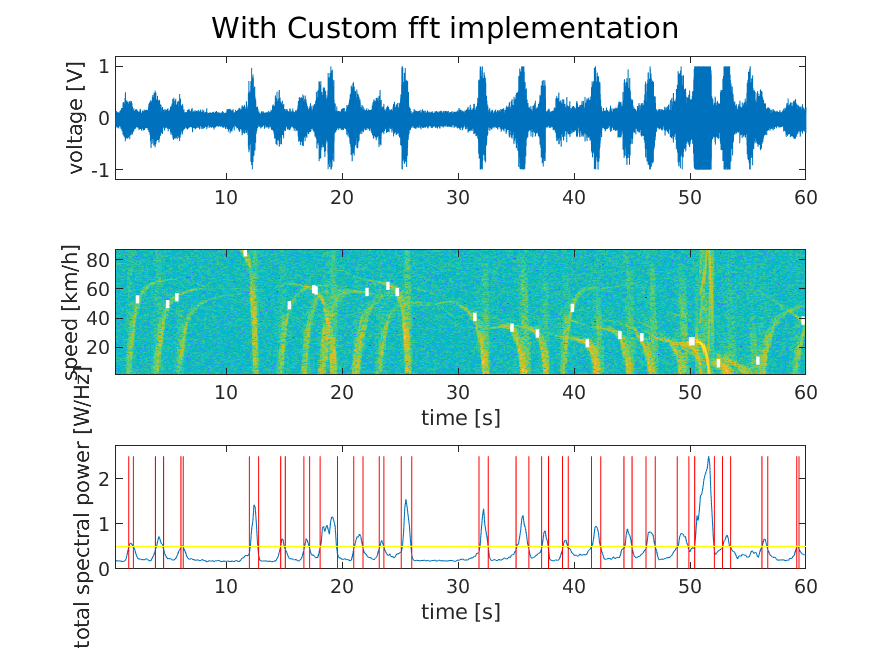 With Custom fft implementation
voltage [V]
1
0
-1
10 20 30 40 50 60
speed [km/h]
80
60
40
20
10 20 30 40 50 60
time [s]
total spectral power [W/Hz]
2
1
0
10 20 30 40 50 60
time [s]